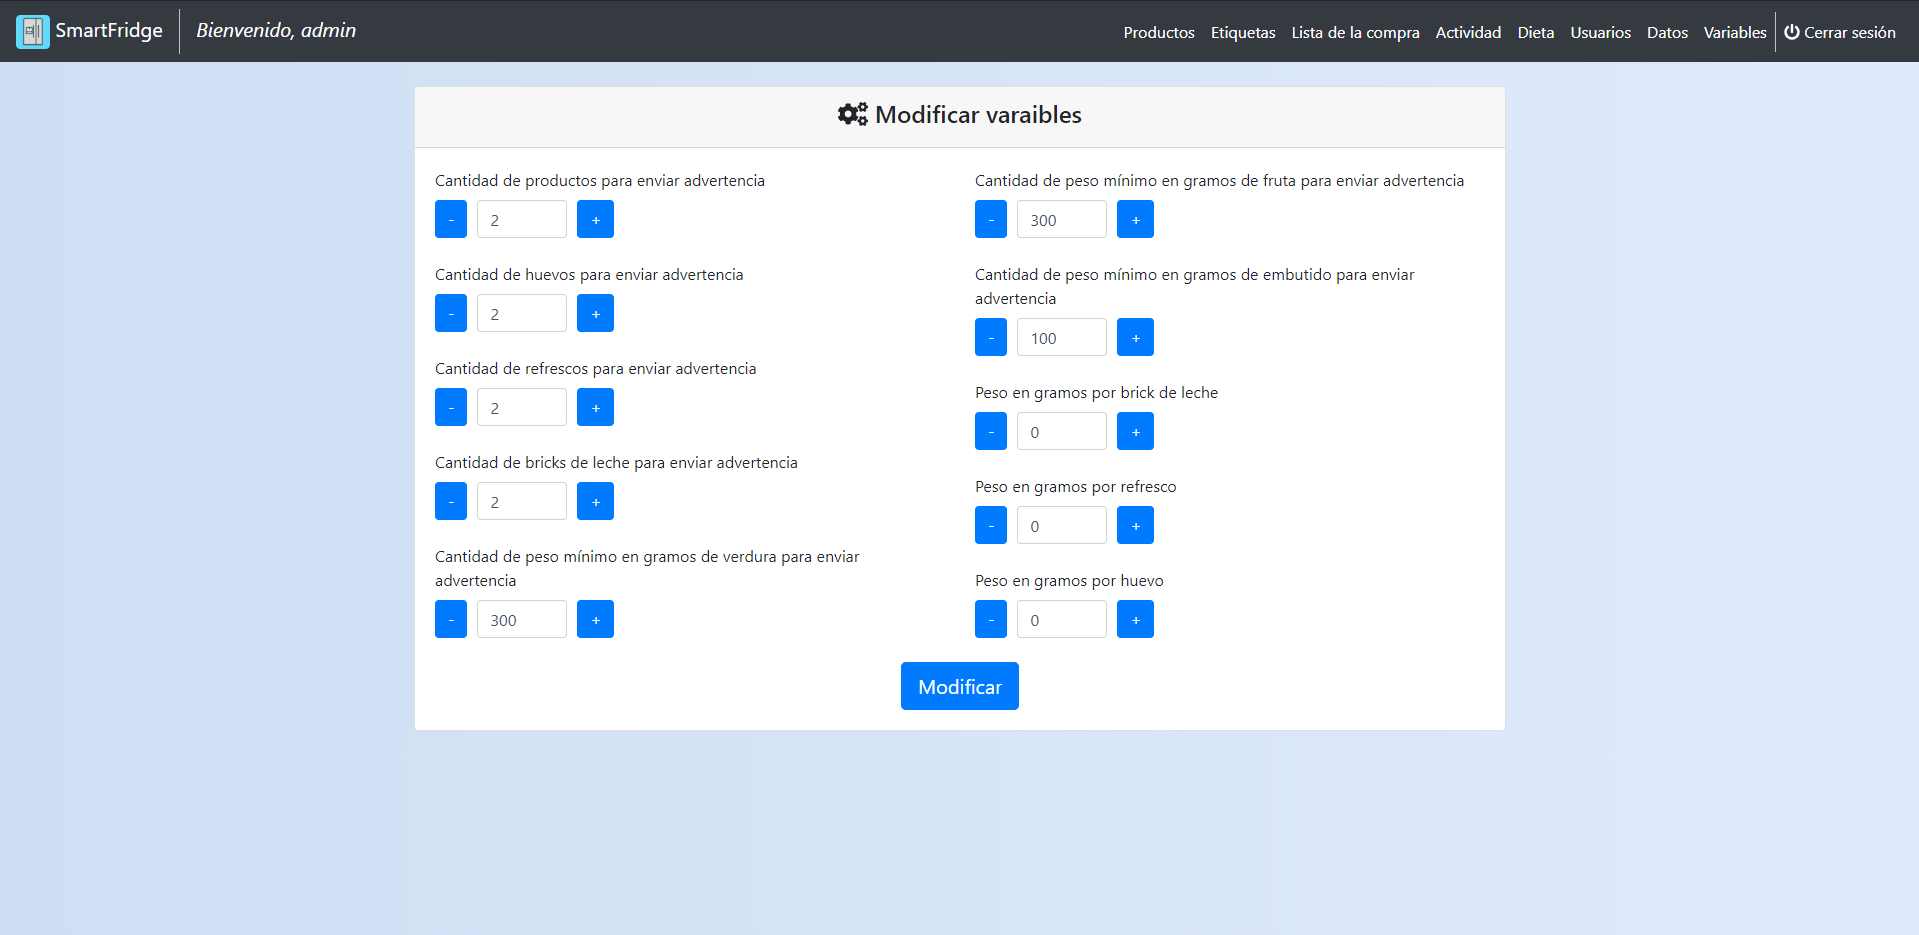 SmartFridge
Bienvenido, admin
Productos Etiquetas Lista de la compra Actividad Dieta Usuarios Datos Variables Cerrar sesión
Modificar varaibles
Cantidad de productos para enviar advertencia
- 2 +
Cantidad de huevos para enviar advertencia
- 2 +
Cantidad de refrescos para enviar advertencia
- 2 +
Cantidad de bricks de leche para enviar advertencia
- 2 +
Cantidad de peso mínimo en gramos de verdura para enviar
advertencia
- 300 +
Cantidad de peso mínimo en gramos de fruta para enviar advertencia
- 300 +
Cantidad de peso mínimo en gramos de embutido para enviar
advertencia
- 100 +
Peso en gramos por brick de leche
- 0 +
Peso en gramos por refresco
- 0 +
Peso en gramos por huevo
- 0 +
Modificar